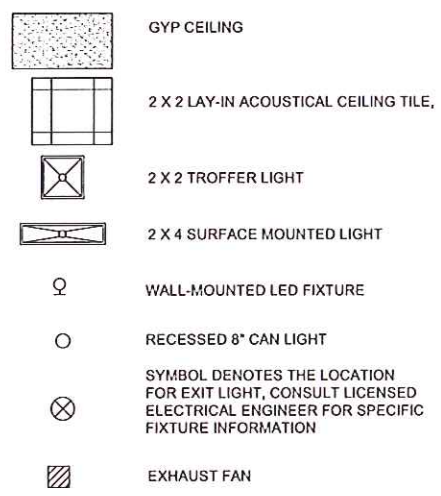 GYP CEILING
2 X 2 LAY-IN ACOUSTICAL CEILING TILE,
2 X 2 TROFFER LIGHT
2 X 4 SURFACE MOUNTED LIGHT
WALL-MOUNTED LED FIXTURE
RECESSED 8" CAN LIGHT
SYMBOL DENOTES THE LOCATION
FOR EXIT LIGHT, CONSULT LICENSED
ELECTRICAL ENGINEER FOR SPECIFIC
FIXTURE INFORMATION
EXHAUST FAN